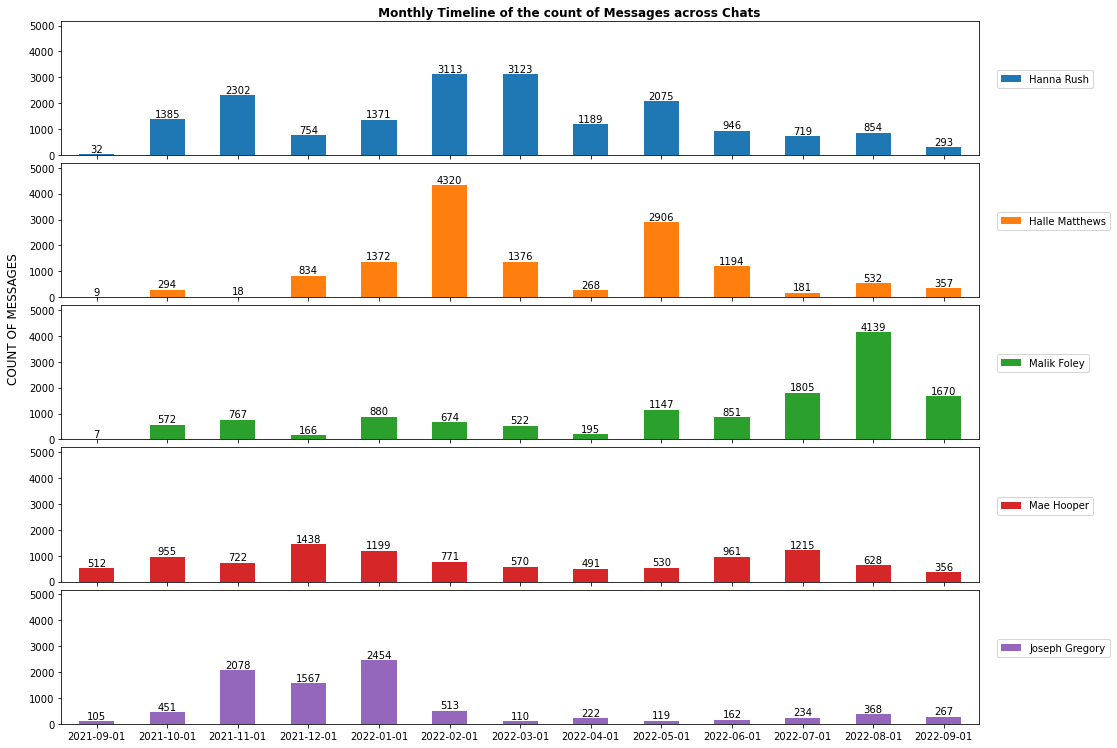 Monthly Timeline of the count of Messages across Chats
COUNT OF MESSAGES
5000
4000
3000
2000
1000
0
32 1385 2302 754 1371 3113 3123 1189 2075 946 719 854 293
Hanna Rush
5000
4000
3000
2000
1000
0
9 294 18 834 1372 4320 1376 268 2906 1194 181 532 357
Halle Matthews
5000
4000
3000
2000
1000
0
7 572 767 166 880 674 522 195 1147 851 1805 4139 1670
Malik Foley
5000
4000
3000
2000
1000
0
512 955 722 1438 1199 771 570 491 530 961 1215 628 356
Mae Hooper
5000
4000
3000
2000
1000
0
105 451 2078 1567 2454 513 110 222 119 162 234 368 267
Joseph Gregory
2021-09-01 2021-10-01 2021-11-01 2021-12-01 2022-01-01 2022-02-01 2022-03-01 2022-04-01 2022-05-01 2022-06-01 2022-07-01 2022-08-01 2022-09-01